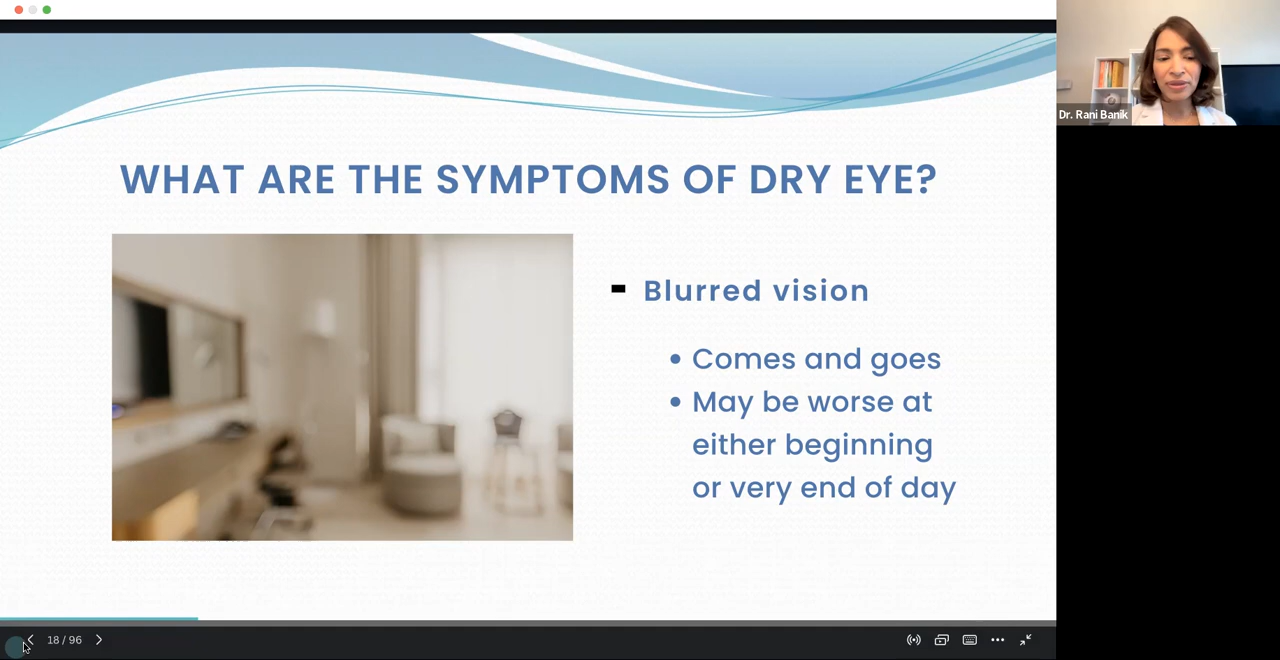 Dr. Rani Banik
WHAT ARE THE SYMPTOMS OF DRY EYE?
- Blurred vision
• Comes and goes
• May be worse at
either beginning
or very end of day
18 / 96